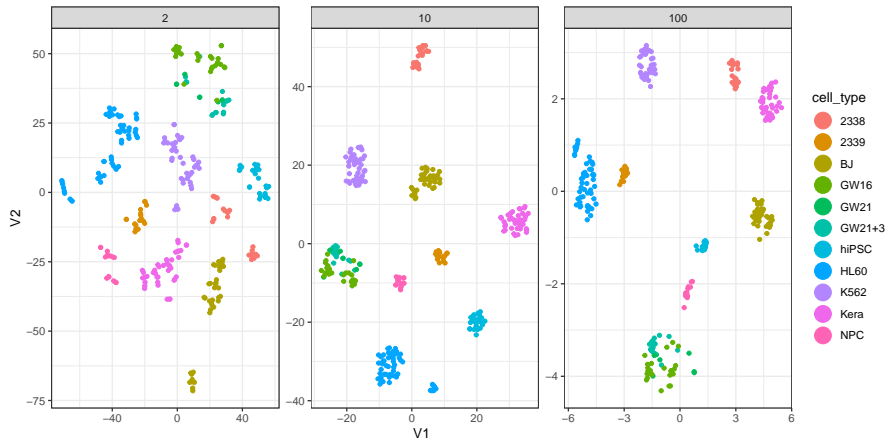 2
10
100
50
25
0
−25
−50
−75
V2
−40
0
40
40
20
0
−20
−40
−20
0
20
V1
2
0
−2
−4
−6
−3
0
3
6
cell_type
2338
2339
BJ
GW16
GW21
GW21+3
hiPSC
HL60
K562
Kera
NPC